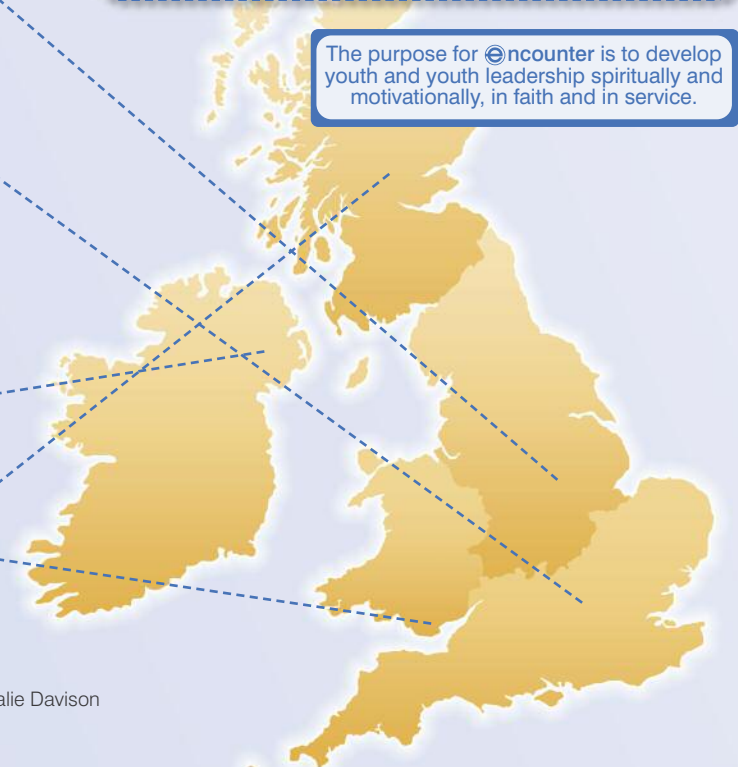 The purpose for encounter is to develop
youth and youth leadership spiritually and
motivationally, in faith and in service.
alie Davison